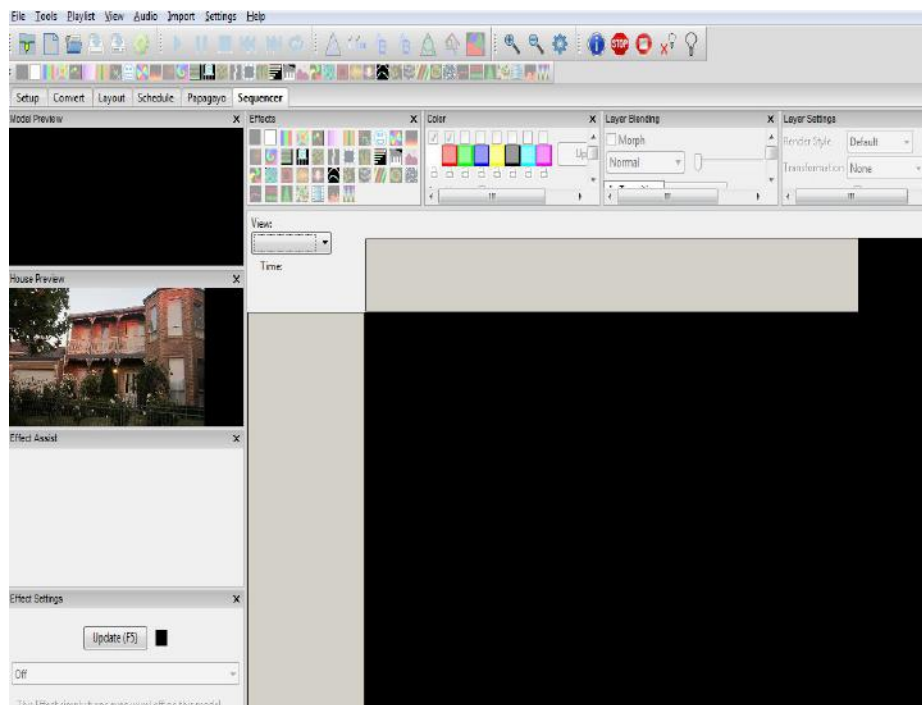 File Tools Playlist View Audio Import Settings Help
STOP
Setup Convert Layout Schedule Papagayo Sequencer
Model Preview X
Effects X
Color X
Layer Blending X
Layer Settings
Up
Morph
Normal
Render Style Default
Transformation None
View:
Time:
House Preview X
Effect Assist X
Effect Settings X
Update (F5)
Off